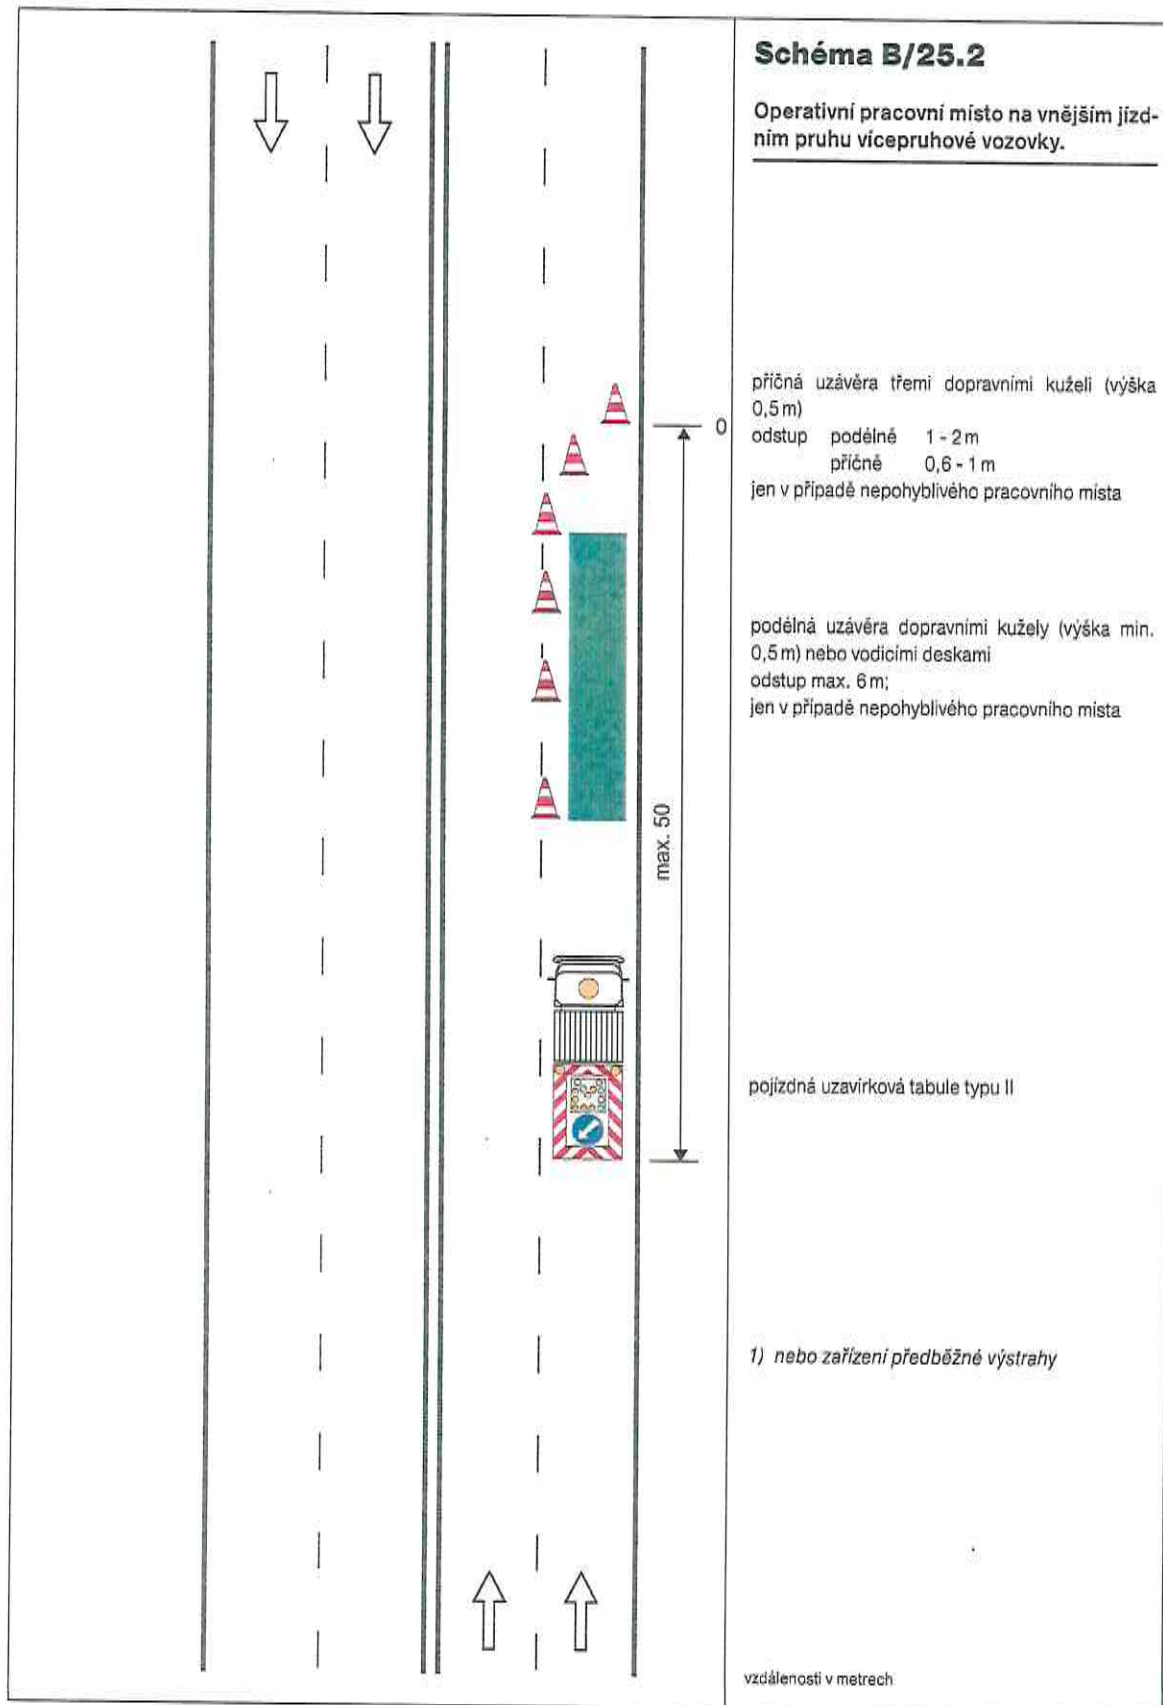 Schéma B/25.2
Operativní pracovní místo na vnějším jízd-
ním pruhu vícepruhové vozovky.
příčná uzávěra třemi dopravními kuželi (výška
0,5 m)
odstup podélně 1 - 2 m
příčně 0,6 - 1 m
jen v případě nepohyblivého pracovního místa
0
podélná uzávěra dopravními kužely (výška min.
0,5 m) nebo vodicími deskami
odstup max. 6 m;
jen v případě nepohyblivého pracovního místa
max. 50
pojízdná uzavírková tabule typu II
1) nebo zařízení předběžné výstrahy
vzdálenosti v metrech